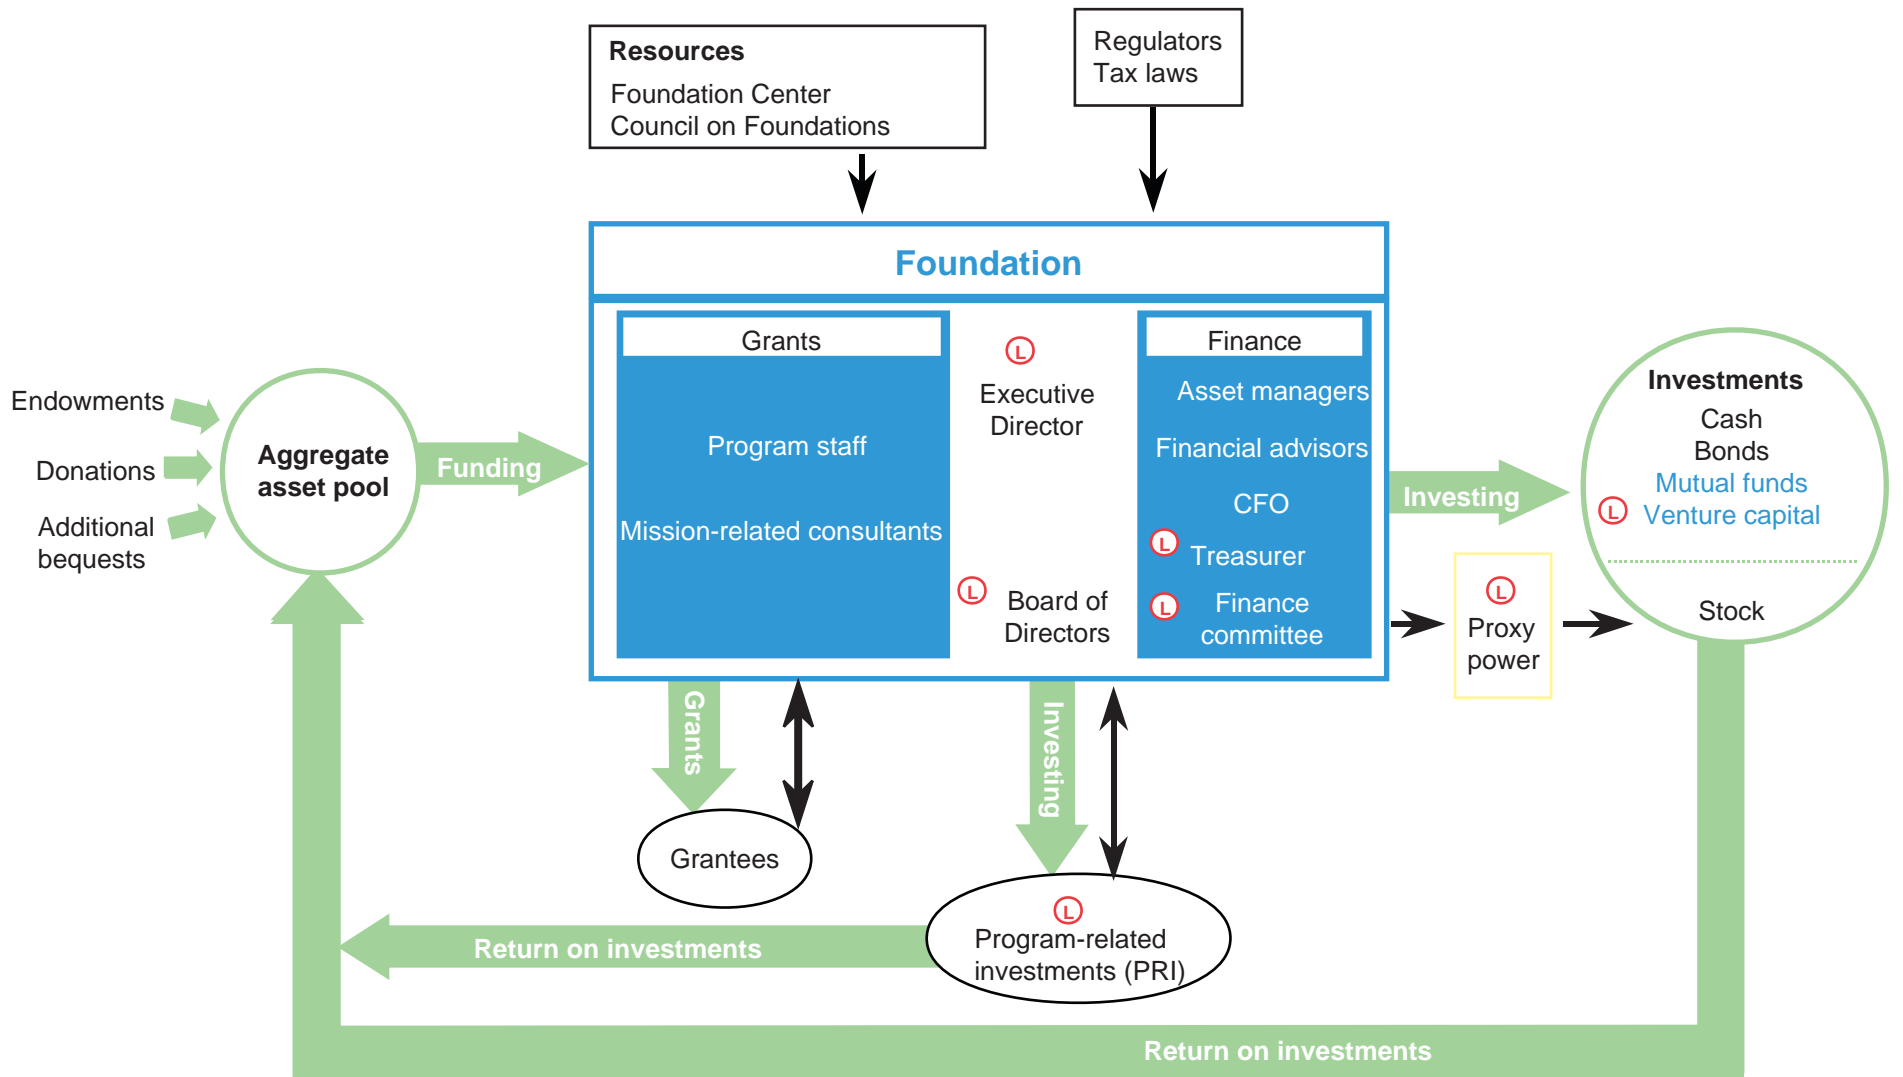 Resources
Foundation Center
Council on Foundations
Regulators
Tax laws
Foundation
Grants
Program staff
Mission-related consultants
L
Executive
Director
L
Board of
Directors
Finance
Asset managers
Financial advisors
CFO
L
Treasurer
L
Finance
committee
Endowments
Donations
Additional
bequests
Aggregate
asset pool
Funding
Investing
Investments
Cash
Bonds
Mutual funds
L
Venture capital
Stock
L
Proxy
power
Grants
Investing
Grantees
L
Program-related
investments (PRI)
Return on investments
Return on investments